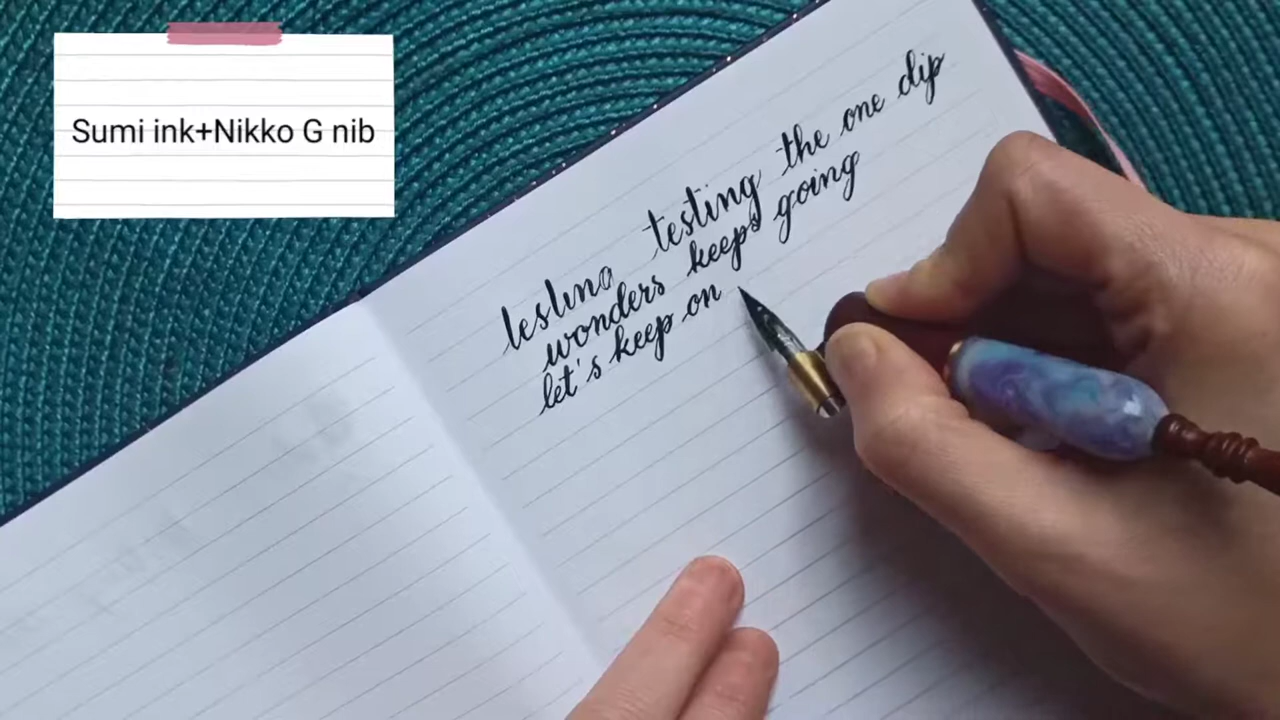 Sumi ink+Nikko G nib
testing testing the one dip
wonders keeps going
let's keep on